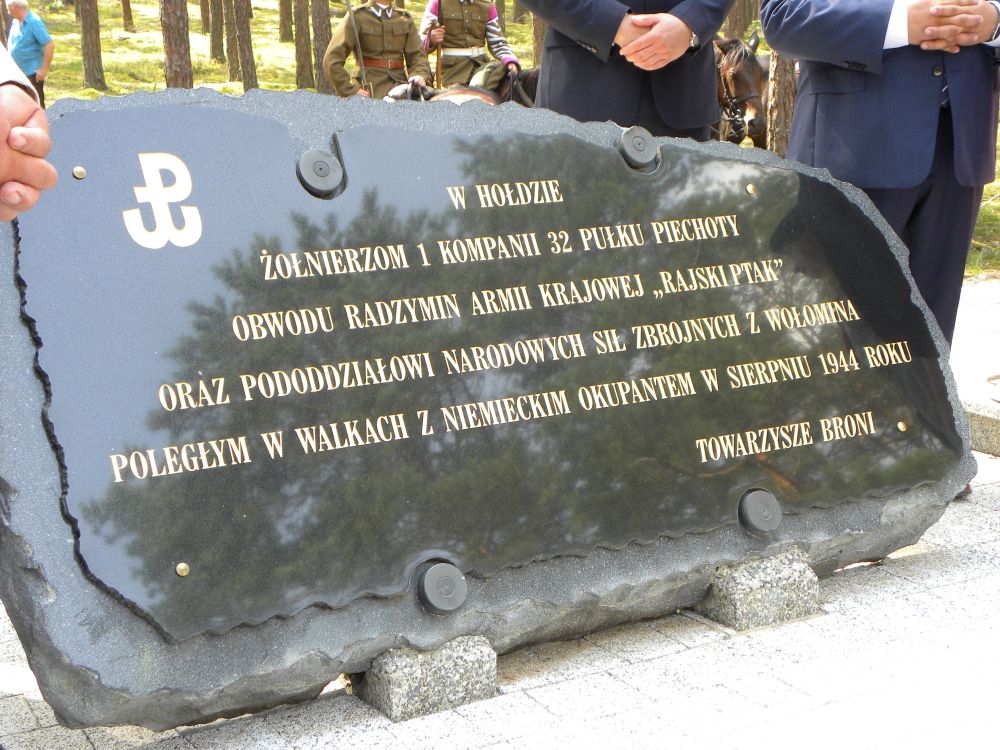 W HOŁDZIE
ŻOŁNIERZOM 1 KOMPANII 32 PUŁKU PIECHOTY
OBWODU RADZYMIN ARMII KRAJOWEJ „RAJSKI PTAK”
ORAZ PODODDZIAŁOWI NARODOWYCH SIŁ ZBROJNYCH Z WOŁOMINA
POLEGŁYM W WALKACH Z NIEMIECKIM OKUPANTEM W SIERPNIU 1944 ROKU
TOWARZYSZE BRONI